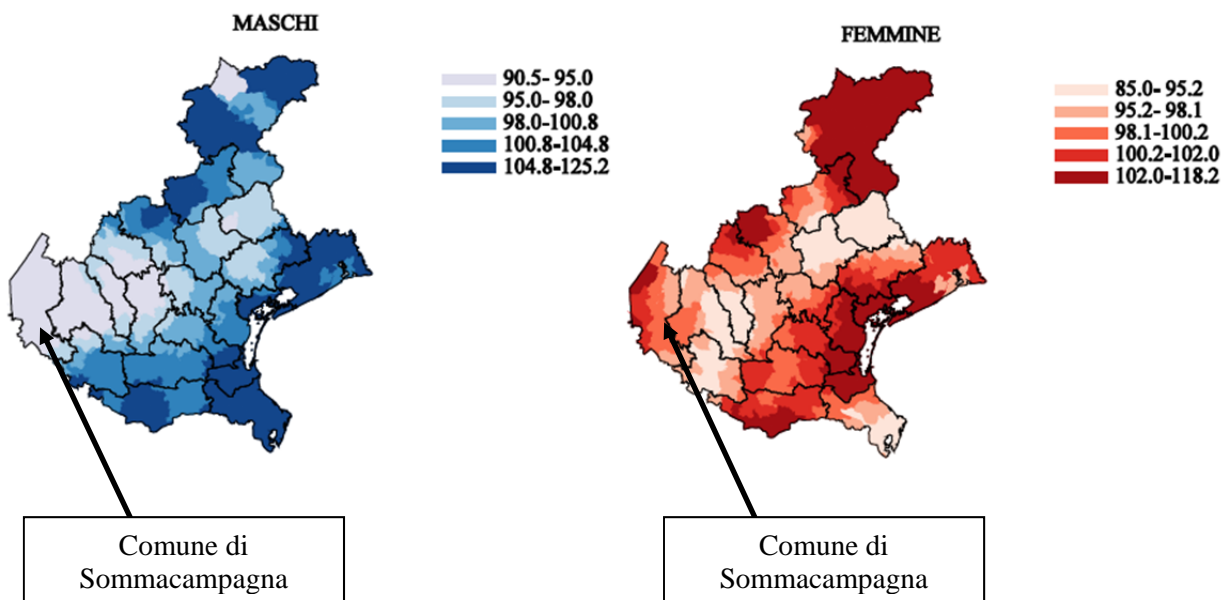 MASCHI
90.5- 95.0
95.0- 98.0
98.0-100.8
100.8-104.8
104.8-125.2
Comune di
Sommacampagna
FEMMINE
85.0- 95.2
95.2- 98.1
98.1-100.2
100.2-102.0
102.0-118.2
Comune di
Sommacampagna